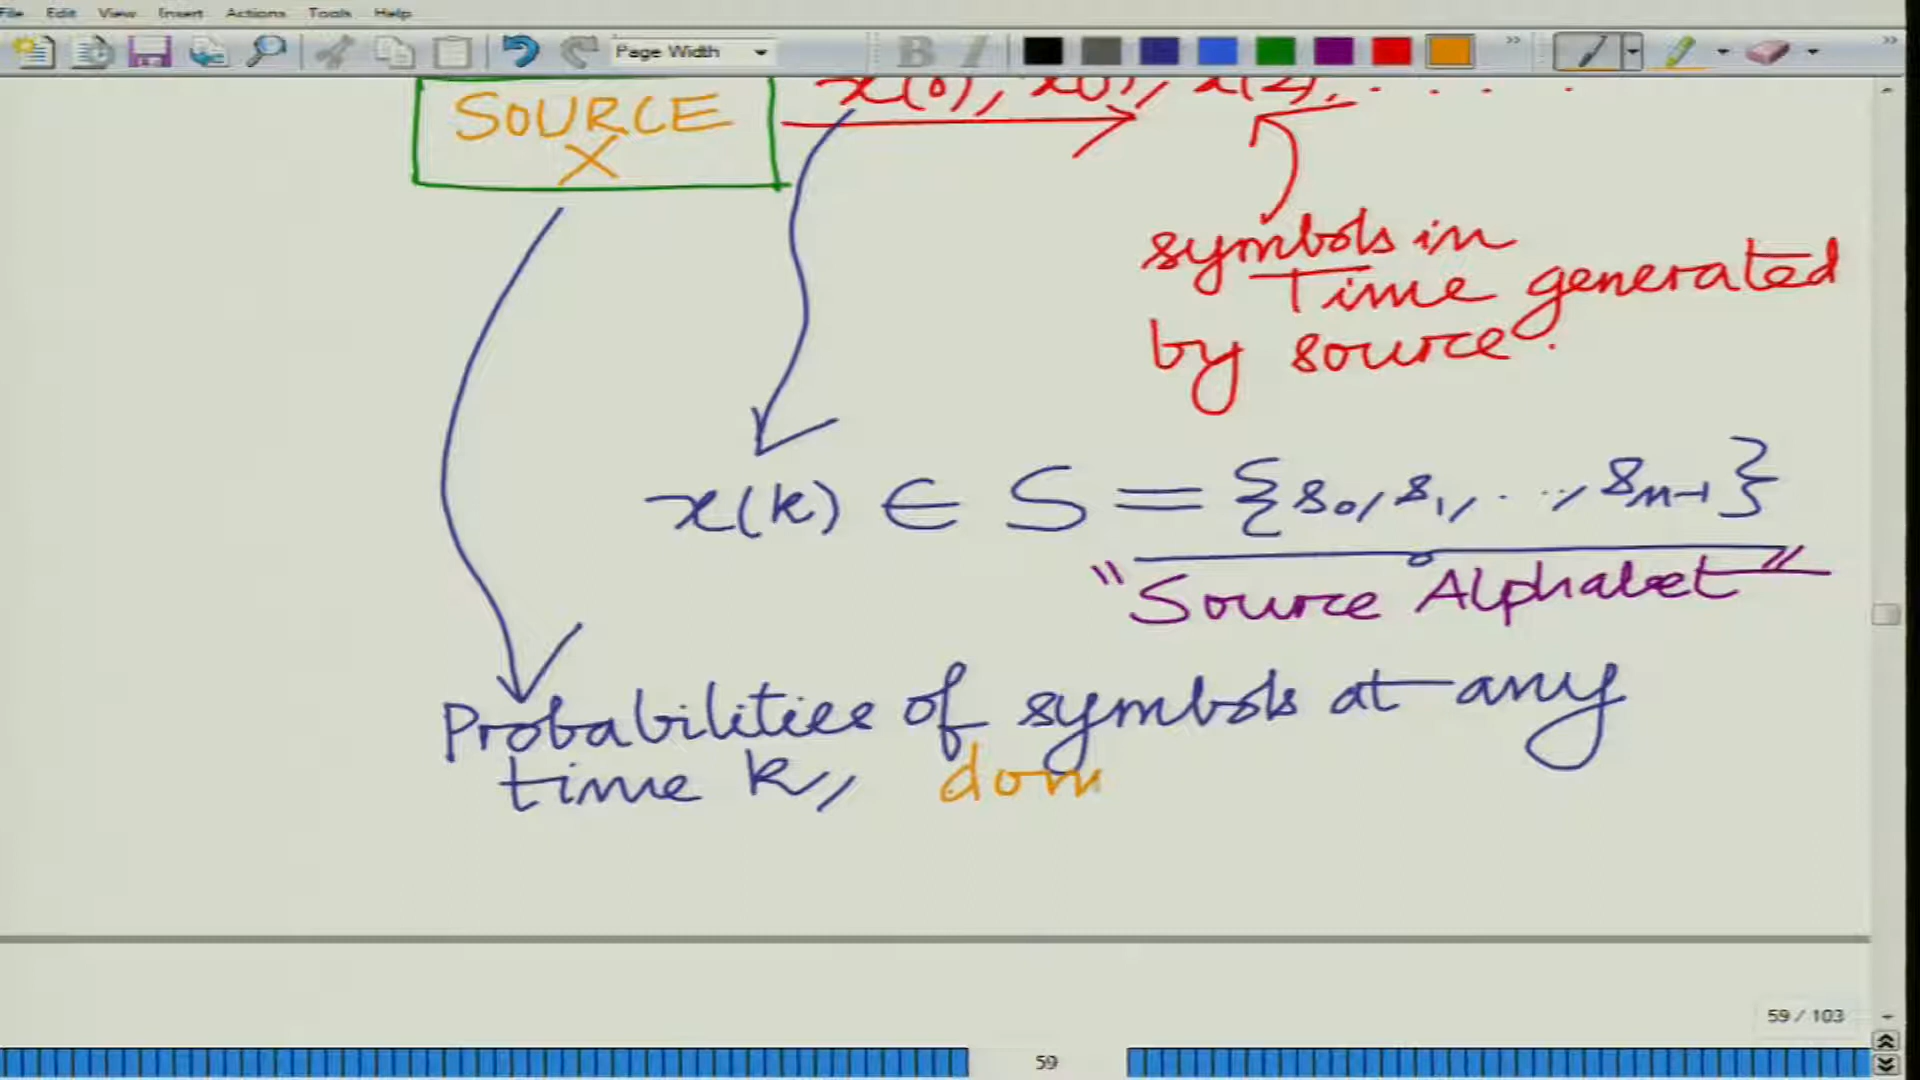 File Edit View Insert Actions Tools Help
Page Width
SOURCE
X
x(0), x(1), x(2), . . . .
symbols in
Time generated
by source.
x(k) ∈ S = {s0, s1, . . ., sm-1}
"Source Alphabet"
Probabilities of symbols at any
time k, dom
59 / 103
59